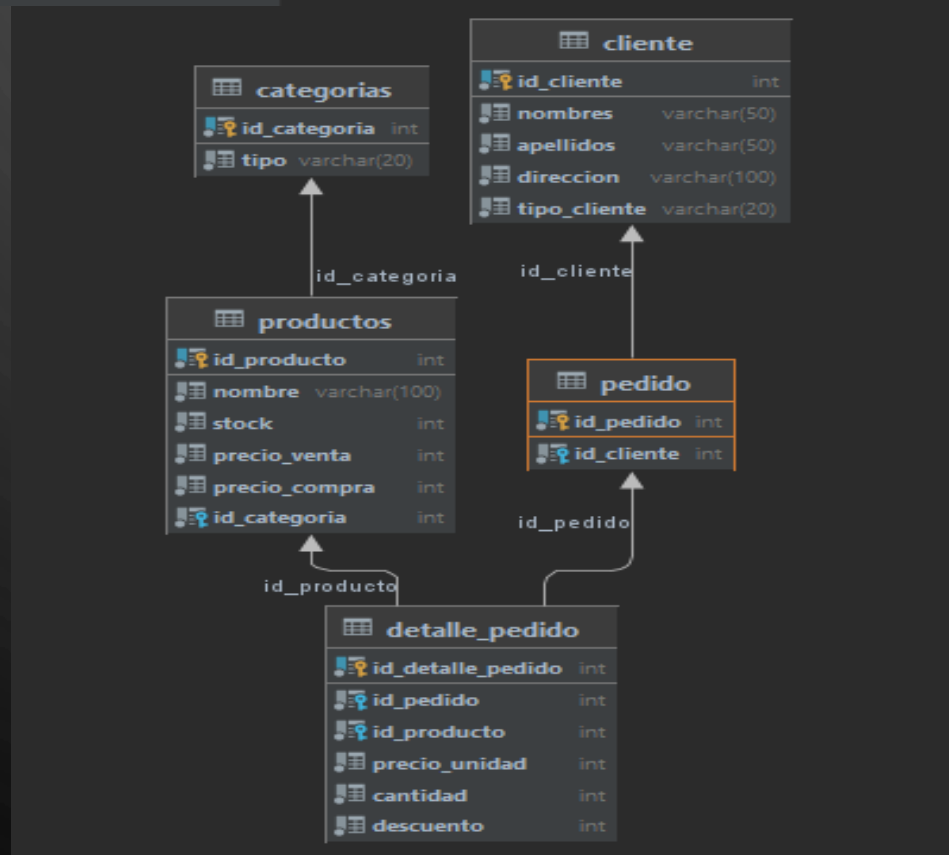 categorias
id_categoria int
tipo varchar(20)
cliente
id_cliente int
nombres varchar(50)
apellidos varchar(50)
direccion varchar(100)
tipo_cliente varchar(20)
id_categoria
id_cliente
productos
id_producto int
nombre varchar(100)
stock int
precio_venta int
precio_compra int
id_categoria int
pedido
id_pedido int
id_cliente int
id_producto
id_pedido
detalle_pedido
id_detalle_pedido int
id_pedido int
id_producto int
precio_unidad int
cantidad int
descuento int